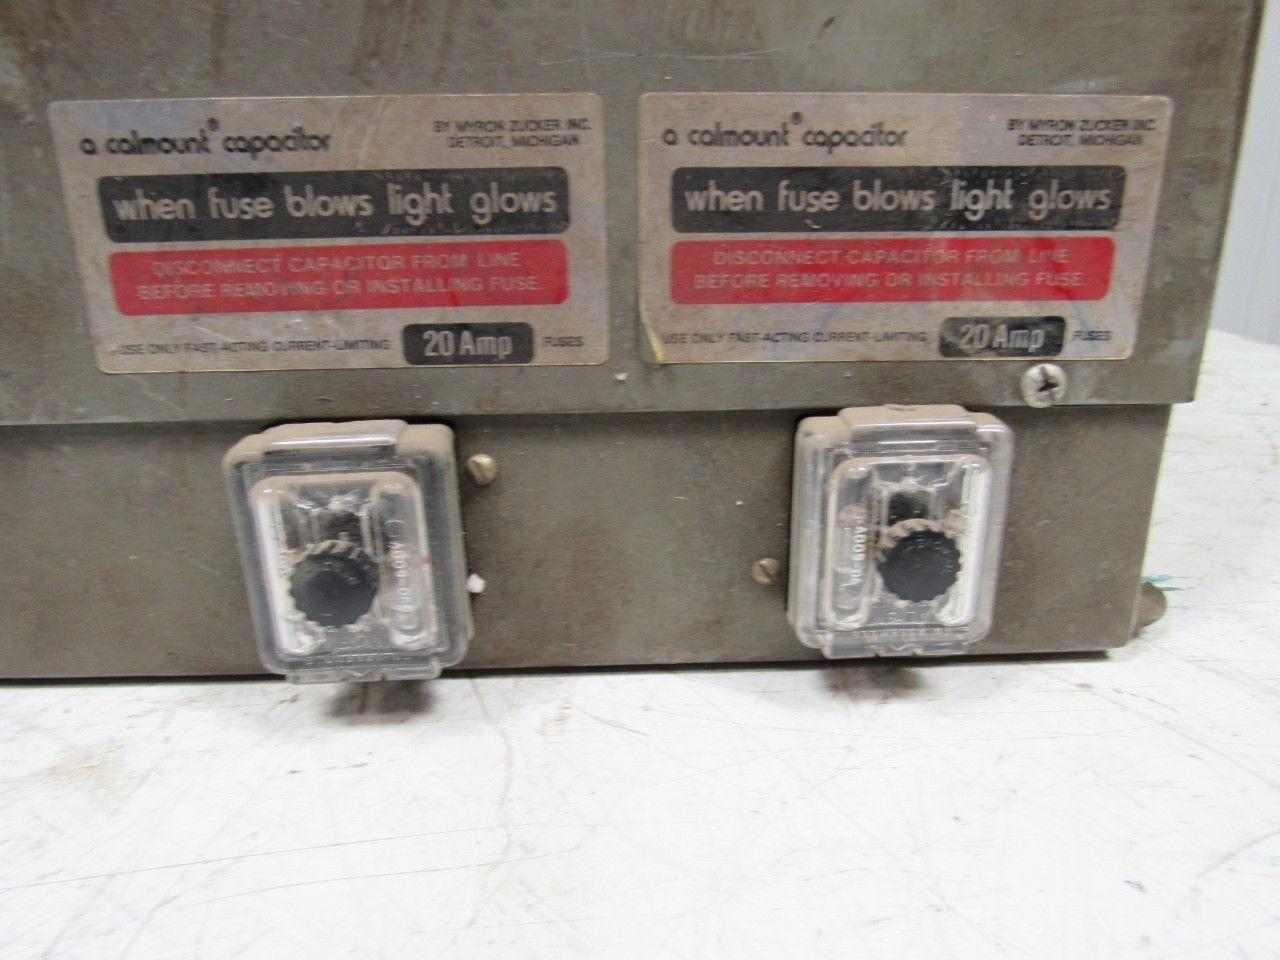 a calmount® capacitor
BY MYRON ZUCKER INC.
DETROIT, MICHIGAN
when fuse blows light glows
DISCONNECT CAPACITOR FROM LINE
BEFORE REMOVING OR INSTALLING FUSE.
USE ONLY FAST-ACTING CURRENT-LIMITING 20 Amp FUSES
a calmount® capacitor
BY MYRON ZUCKER INC.
DETROIT, MICHIGAN
when fuse blows light glows
DISCONNECT CAPACITOR FROM LINE
BEFORE REMOVING OR INSTALLING FUSE.
USE ONLY FAST-ACTING CURRENT-LIMITING 20 Amp FUSES
-600V
-600V